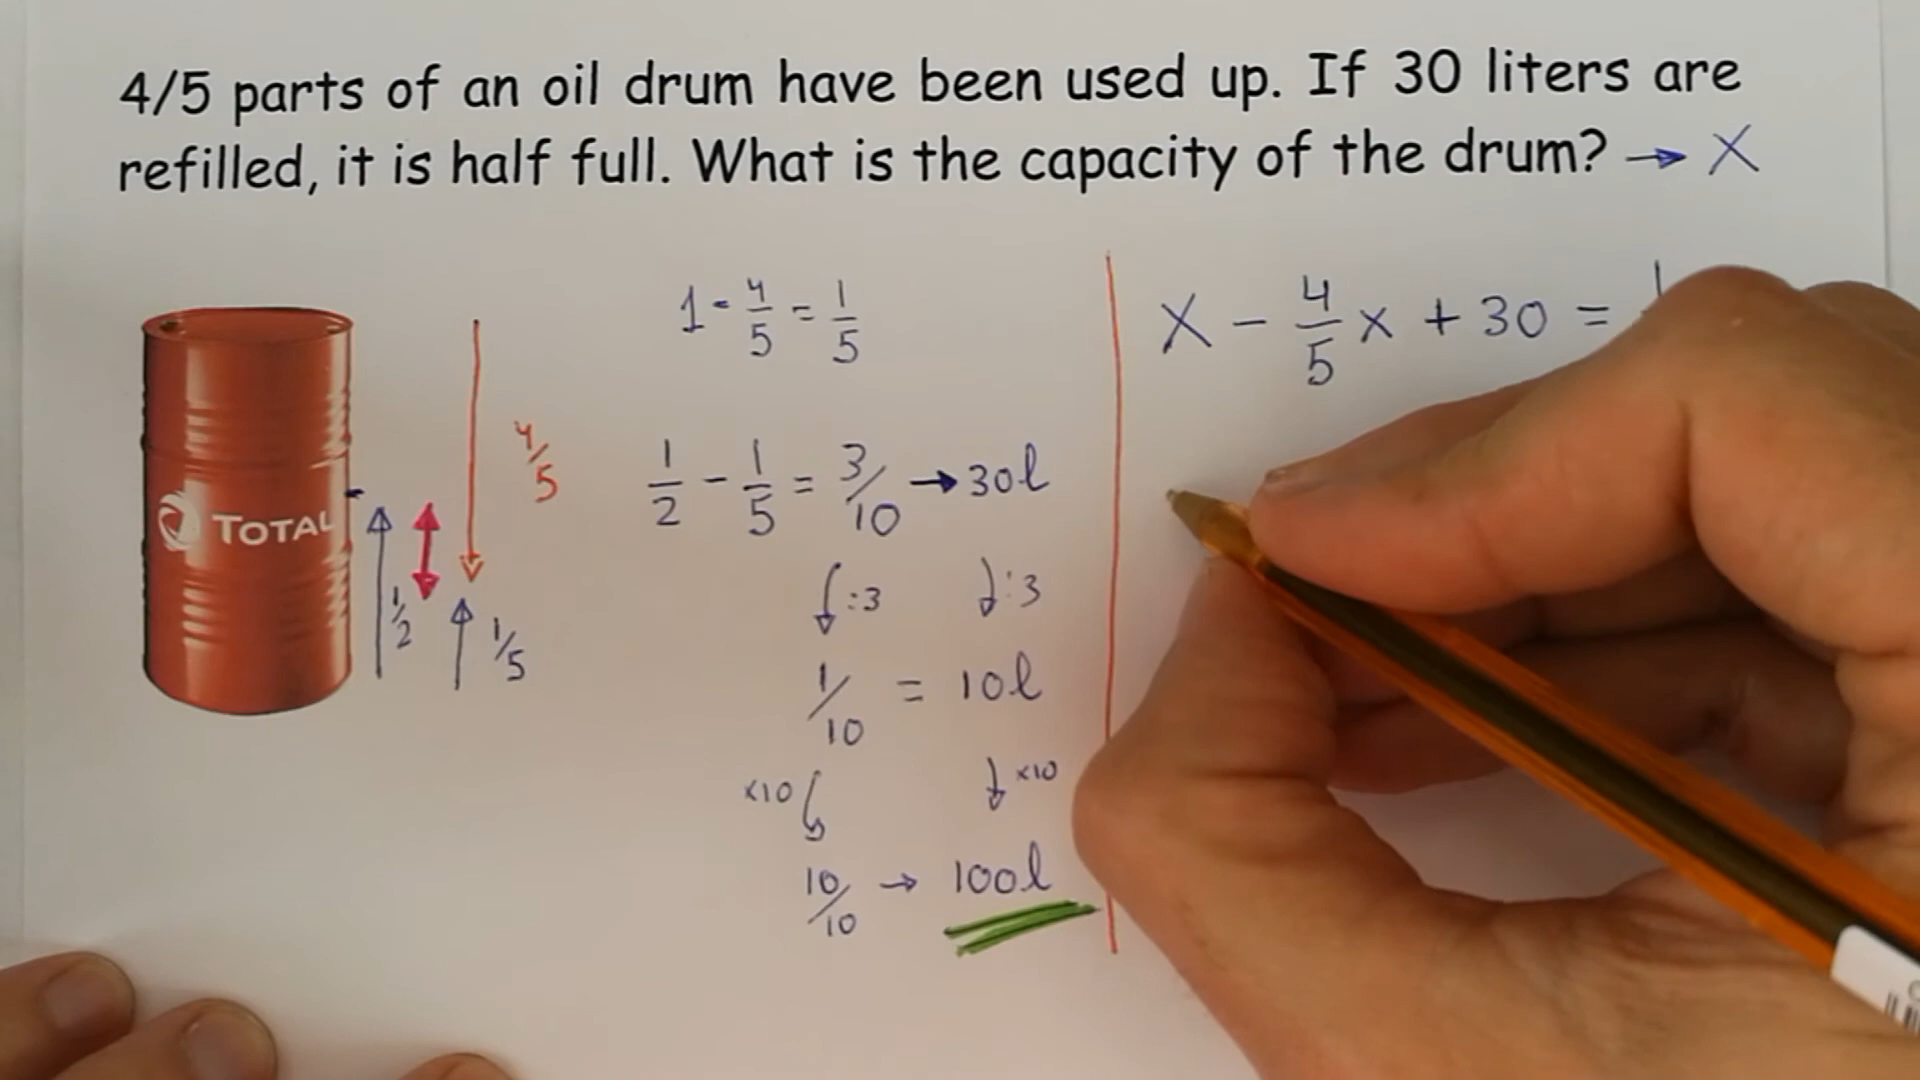 4/5 parts of an oil drum have been used up. If 30 liters are
refilled, it is half full. What is the capacity of the drum? → X
TOTAL
4/5
1/2
1/5
1 - 4/5 = 1/5
1/2 - 1/5 = 3/10 → 30l
:3 :3
1/10 = 10l
x10 x10
10/10 → 100l
X - 4/5 x + 30 =